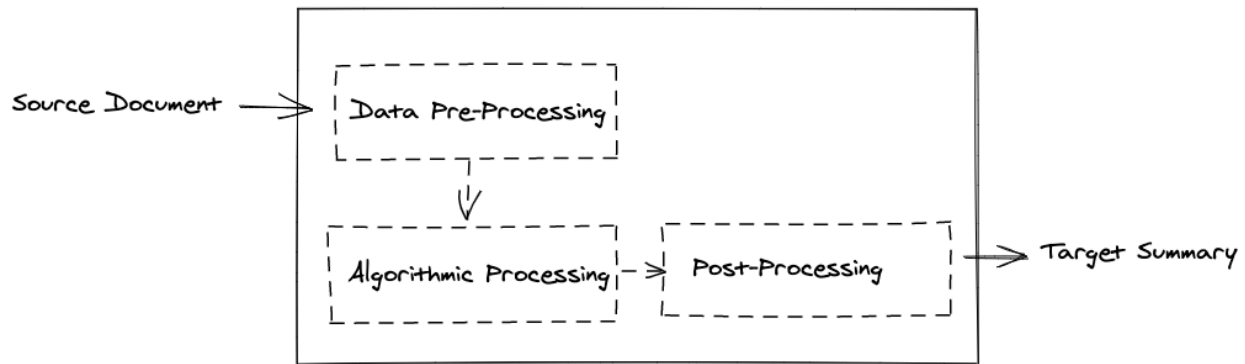 Source Document
Data Pre-Processing
Algorithmic Processing
Post-Processing
Target Summary